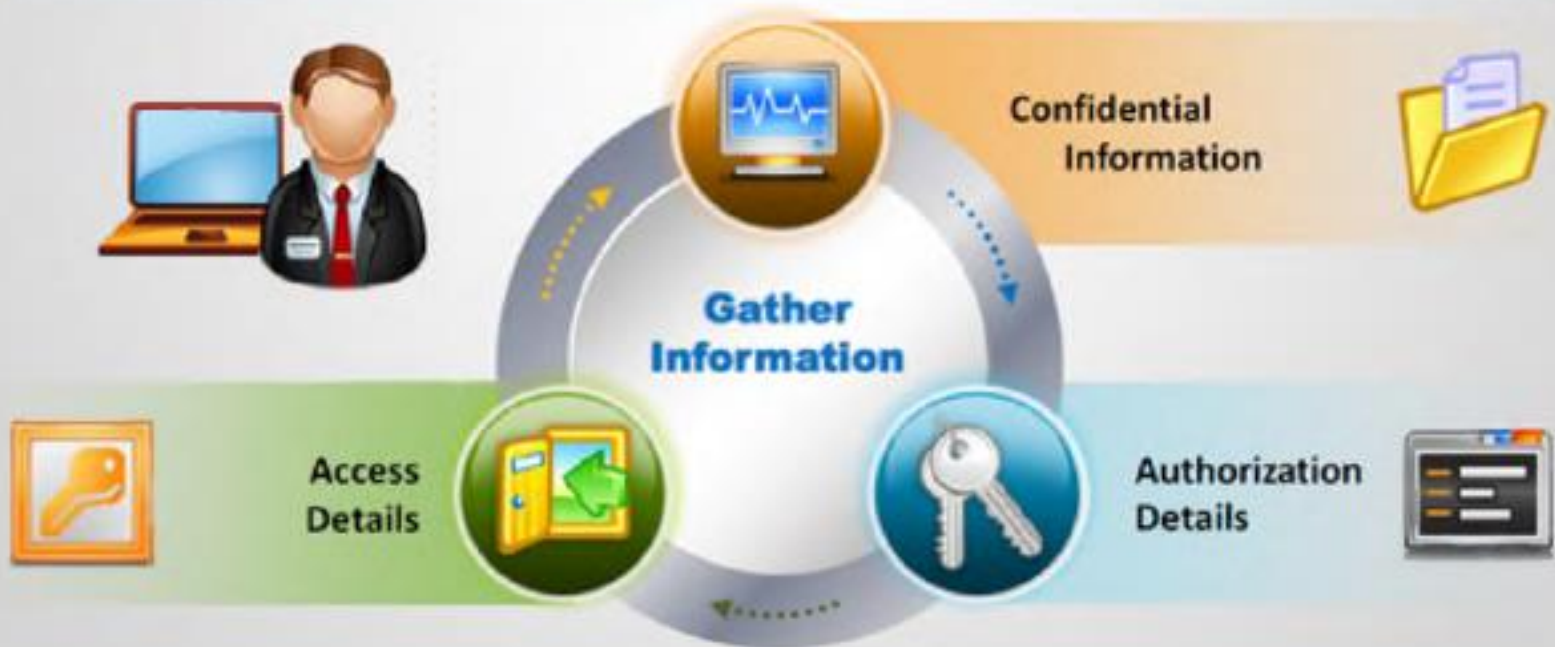 Confidential
Information
Gather
Information
Access
Details
Authorization
Details